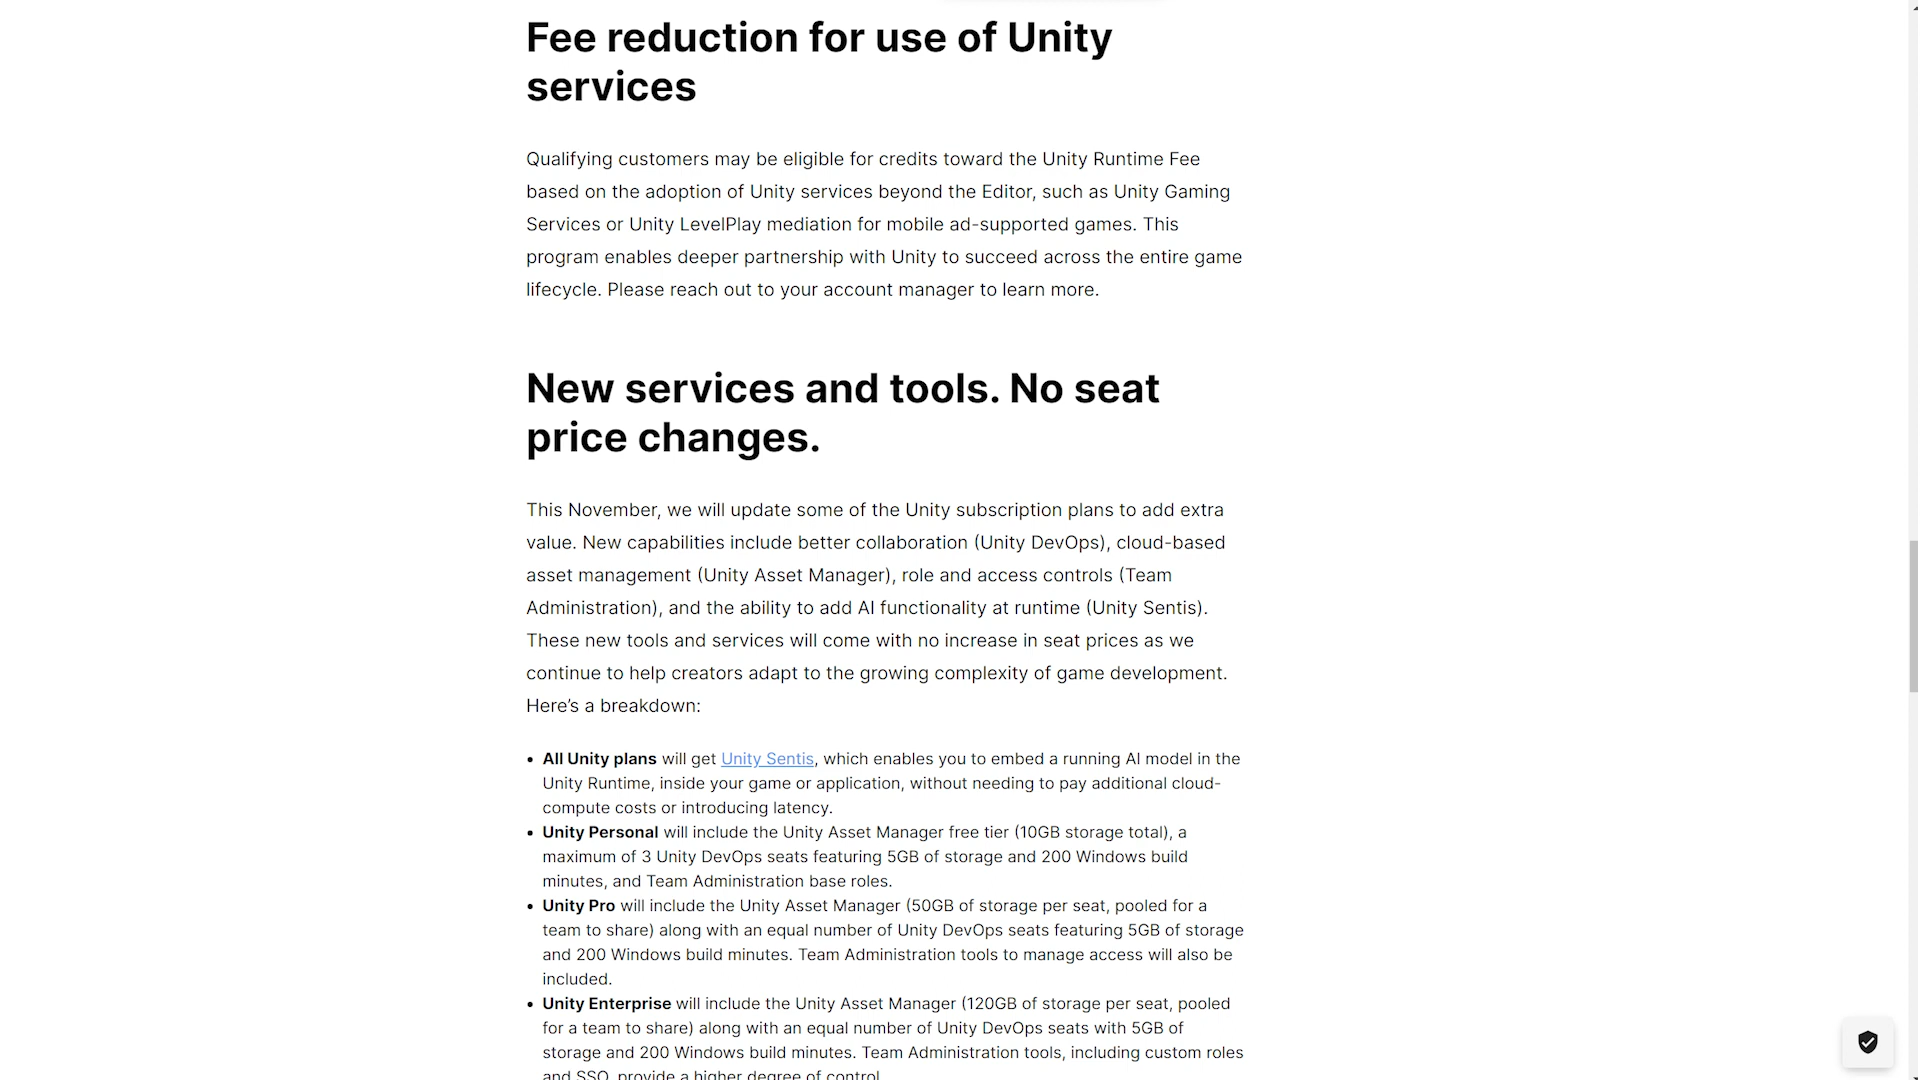 Fee reduction for use of Unity
services
Qualifying customers may be eligible for credits toward the Unity Runtime Fee
based on the adoption of Unity services beyond the Editor, such as Unity Gaming
Services or Unity LevelPlay mediation for mobile ad-supported games. This
program enables deeper partnership with Unity to succeed across the entire game
lifecycle. Please reach out to your account manager to learn more.
New services and tools. No seat
price changes.
This November, we will update some of the Unity subscription plans to add extra
value. New capabilities include better collaboration (Unity DevOps), cloud-based
asset management (Unity Asset Manager), role and access controls (Team
Administration), and the ability to add AI functionality at runtime (Unity Sentis).
These new tools and services will come with no increase in seat prices as we
continue to help creators adapt to the growing complexity of game development.
Here’s a breakdown:
• All Unity plans will get Unity Sentis, which enables you to embed a running AI model in the
Unity Runtime, inside your game or application, without needing to pay additional cloud-
compute costs or introducing latency.
• Unity Personal will include the Unity Asset Manager free tier (10GB storage total), a
maximum of 3 Unity DevOps seats featuring 5GB of storage and 200 Windows build
minutes, and Team Administration base roles.
• Unity Pro will include the Unity Asset Manager (50GB of storage per seat, pooled for a
team to share) along with an equal number of Unity DevOps seats featuring 5GB of storage
and 200 Windows build minutes. Team Administration tools to manage access will also be
included.
• Unity Enterprise will include the Unity Asset Manager (120GB of storage per seat, pooled
for a team to share) along with an equal number of Unity DevOps seats with 5GB of
storage and 200 Windows build minutes. Team Administration tools, including custom roles
and SSO, provide a higher degree of control.